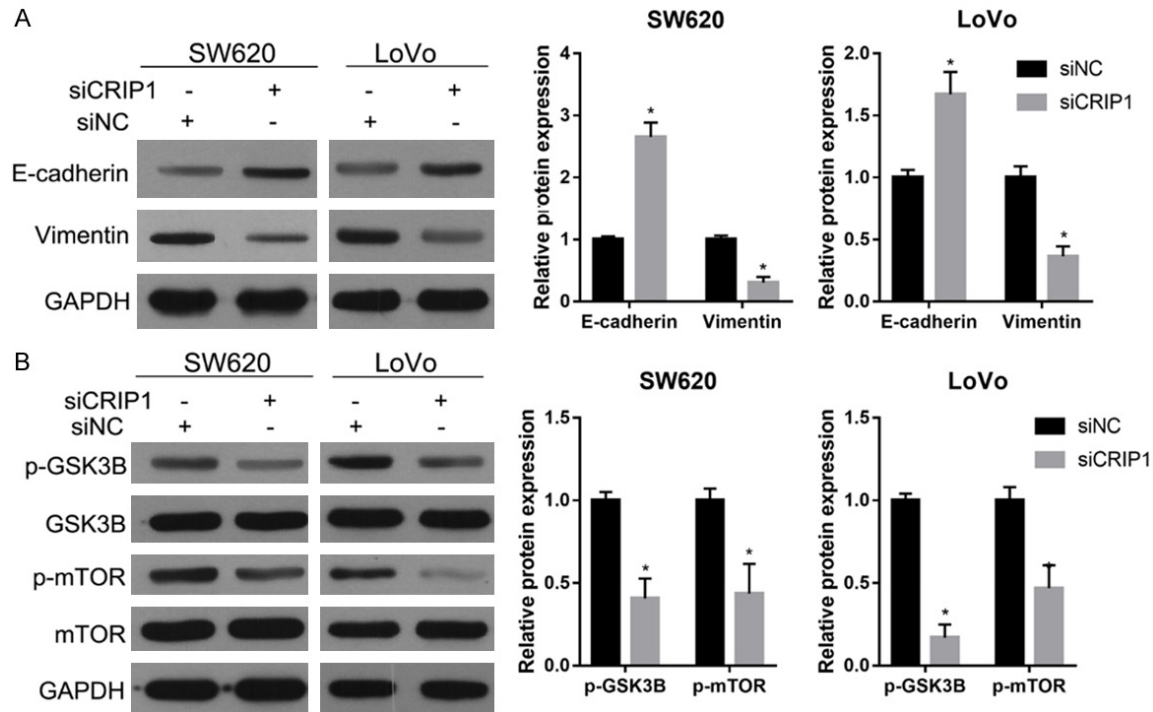 A
SW620 LoVo
siCRIP1 - + - +
siNC + - + -
E-cadherin
Vimentin
GAPDH
SW620
Relative protein expression
4
3
2
1
0
* *
E-cadherin Vimentin
LoVo
Relative protein expression
2.0
1.5
1.0
0.5
0.0
* *
E-cadherin Vimentin
siNC
siCRIP1
B
SW620 LoVo
siCRIP1 - + - +
siNC + - + -
p-GSK3B
GSK3B
p-mTOR
mTOR
GAPDH
SW620
Relative protein expression
1.5
1.0
0.5
0.0
* *
p-GSK3B p-mTOR
LoVo
Relative protein expression
1.5
1.0
0.5
0.0
* *
p-GSK3B p-mTOR
siNC
siCRIP1